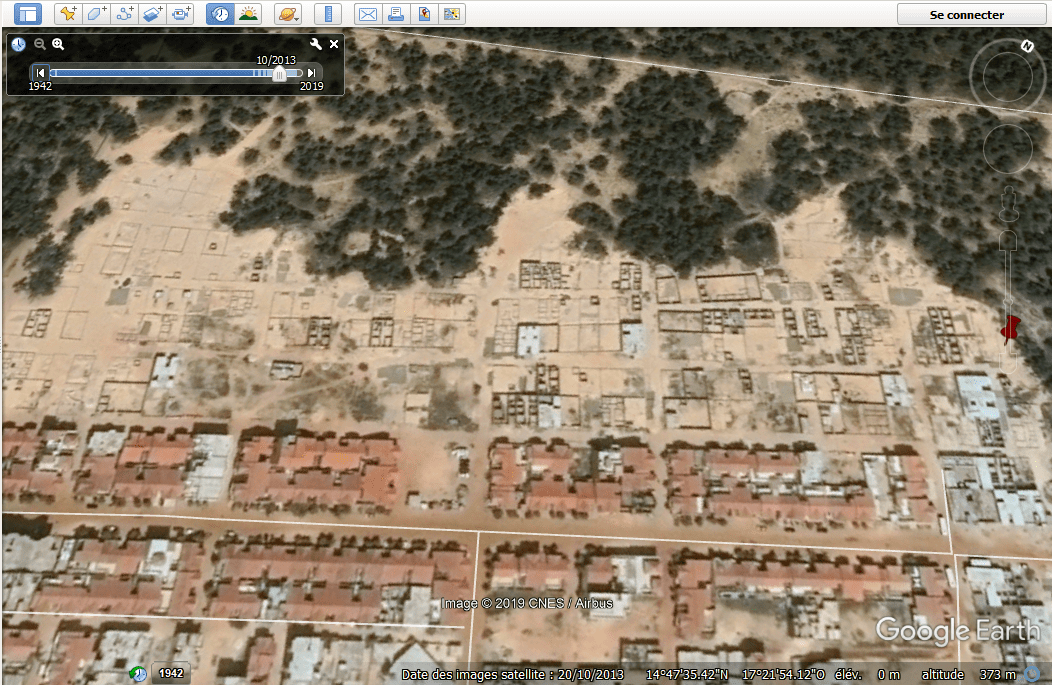 Se connecter
N
10/2013
1942
2019
Image © 2019 CNES / Airbus
Google Earth
1942
Date des images satellite : 20/10/2013 14°47'35.42"N 17°21'54.12"O élév. 0 m altitude 373 m